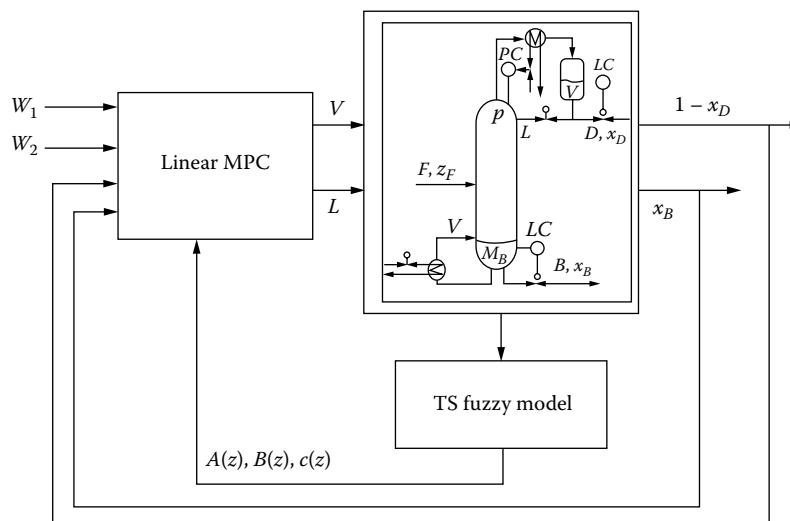 W1
W2
Linear MPC
V
L
PC
LC
V
p
L
D, xD
F, zF
V
LC
MB
B, xB
1 − xD
xB
TS fuzzy model
A(z), B(z), c(z)